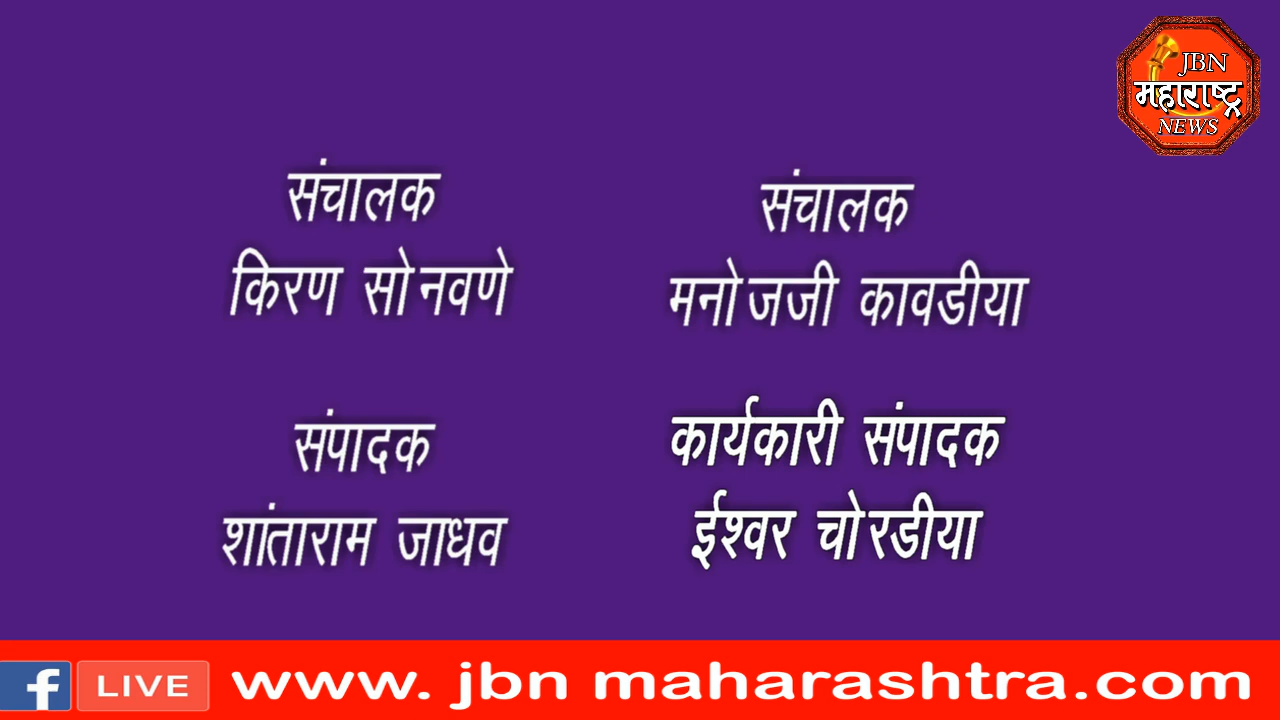 JBN
महाराष्ट्र
NEWS
संचालक
किरण सोनवणे
संचालक
मनोजजी कावडीया
संपादक
शांताराम जाधव
कार्यकारी संपादक
ईश्वर चोरडीया
f LIVE www. jbn maharashtra.com